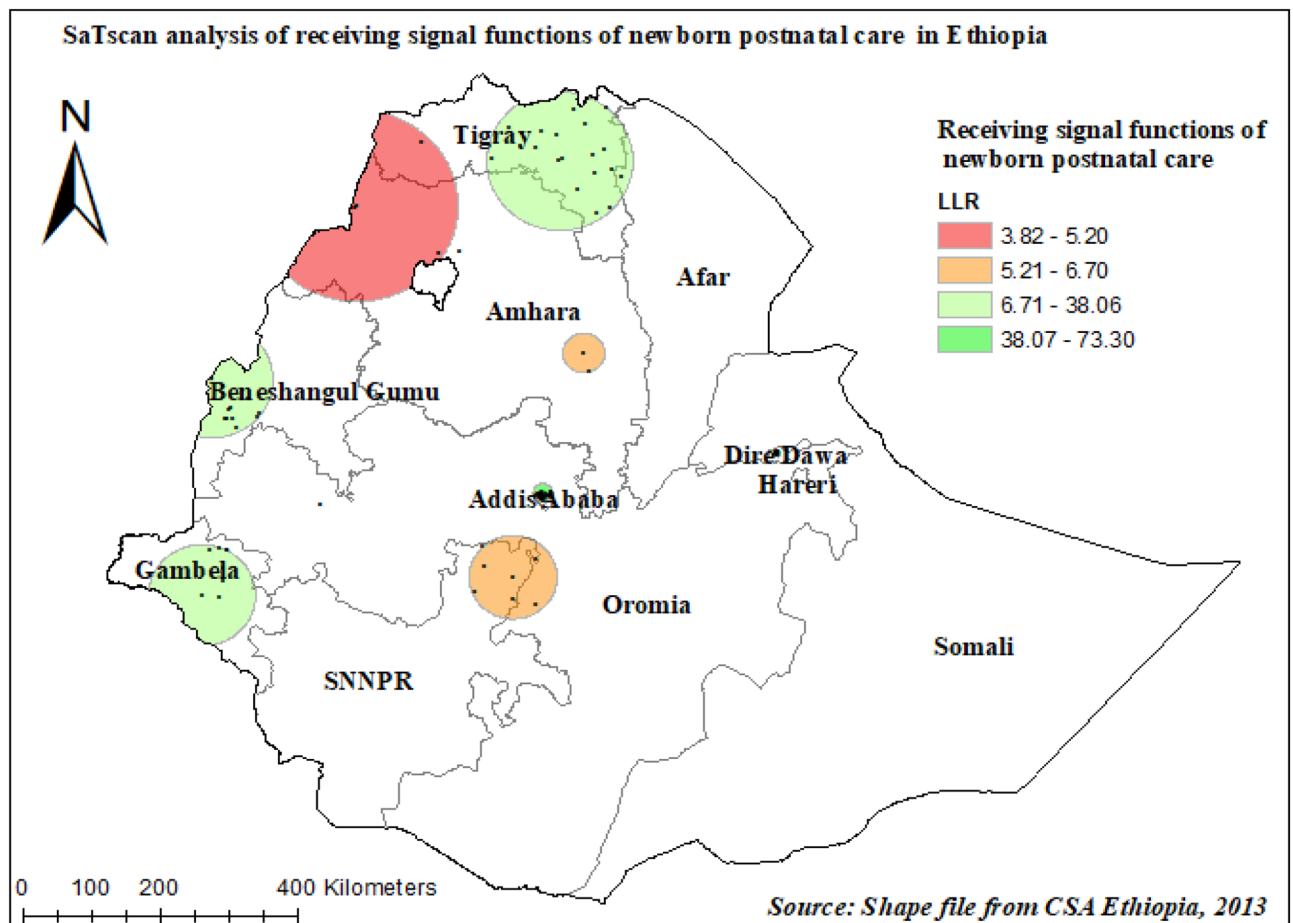 SaTscan analysis of receiving signal functions of newborn postnatal care in Ethiopia
N
Tigray
Receiving signal functions of
newborn postnatal care
LLR
3.82 - 5.20
5.21 - 6.70
6.71 - 38.06
38.07 - 73.30
Afar
Amhara
Beneshangul Gumu
Dire Dawa
Hareri
Addis Ababa
Gambela
Oromia
Somali
SNNPR
0 100 200 400 Kilometers
Source: Shape file from CSA Ethiopia, 2013